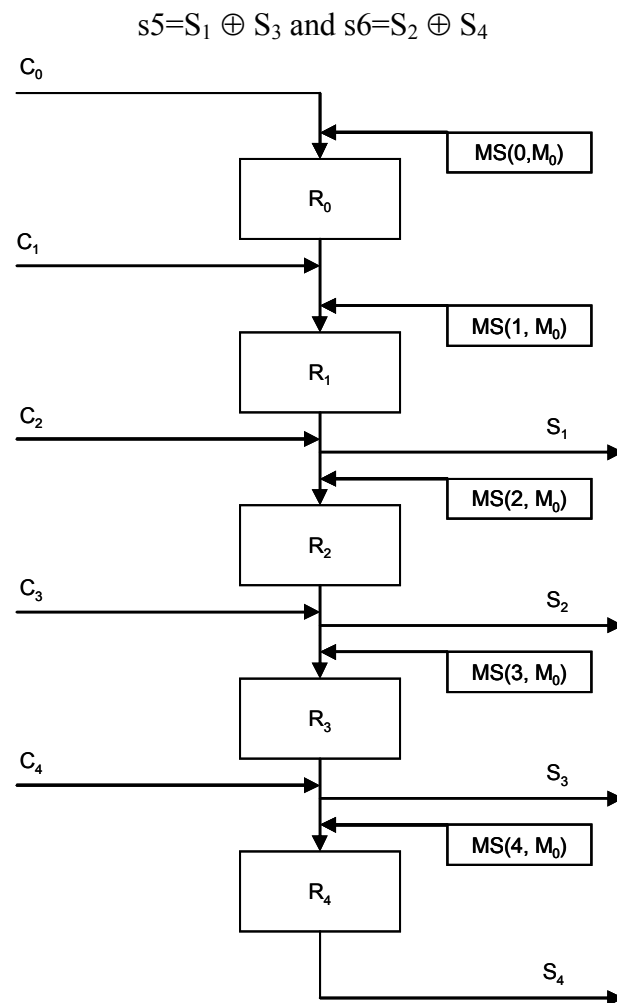 s5=S₁ ⊕ S₃ and s6=S₂ ⊕ S₄
C₀
MS(0,M₀)
R₀
C₁
MS(1, M₀)
R₁
C₂
S₁
MS(2, M₀)
R₂
C₃
S₂
MS(3, M₀)
R₃
C₄
S₃
MS(4, M₀)
R₄
S₄